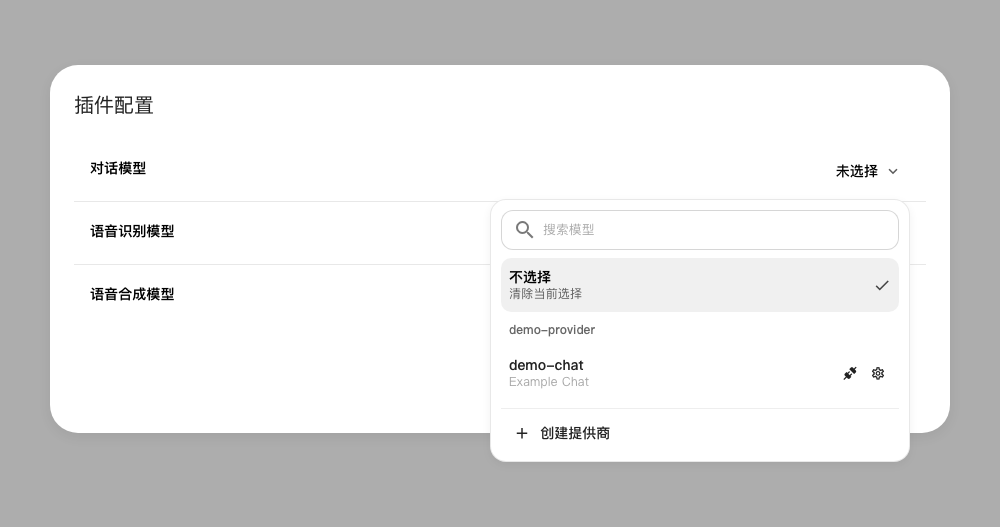 插件配置
对话模型
未选择
语音识别模型
语音合成模型
搜索模型
不选择
清除当前选择
demo-provider
demo-chat
Example Chat
创建提供商